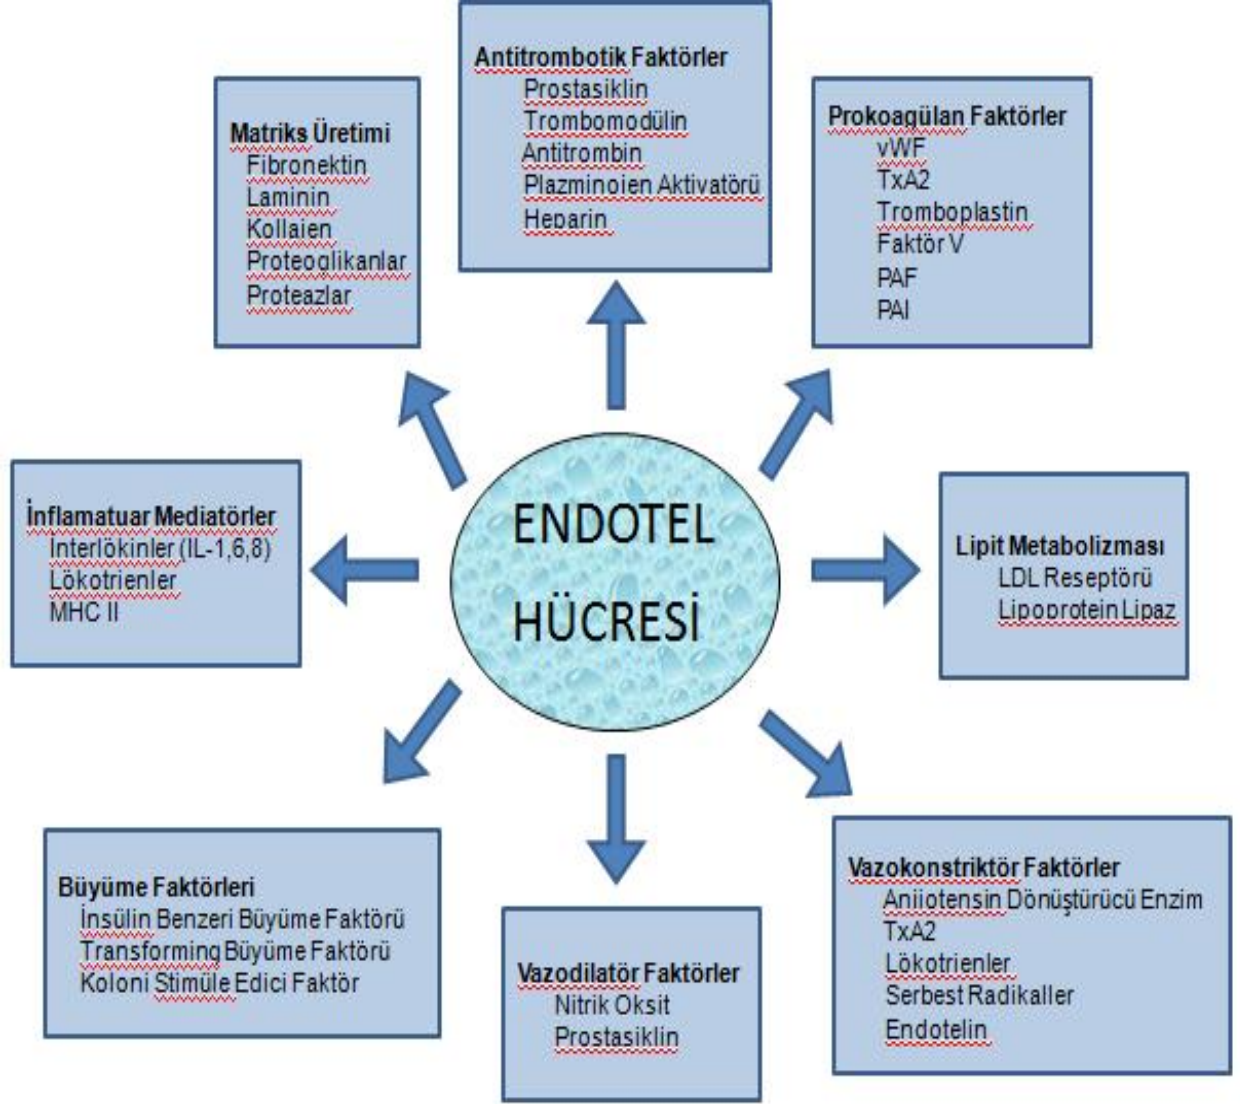 Antitrombotik Faktörler
Prostasiklin
Trombomodülin
Antitrombin
Plazminojen Aktivatörü
Heparin
Matriks Üretimi
Fibronektin
Laminin
Kollajen
Proteoglikanlar
Proteazlar
Prokoagülan Faktörler
vWF
TxA2
Tromboplastin
Faktör V
PAF
PAI
İnflamatuar Mediatörler
İnterlökinler (IL-1,6,8)
Lökotrienler
MHC II
ENDOTEL
HÜCRESİ
Lipit Metabolizması
LDL Reseptörü
Lipoprotein Lipaz
Büyüme Faktörleri
İnsülin Benzeri Büyüme Faktörü
Transforming Büyüme Faktörü
Koloni Stimüle Edici Faktör
Vazodilatör Faktörler
Nitrik Oksit
Prostasiklin
Vazokonstriktör Faktörler
Anjiotensin Dönüştürücü Enzim
TxA2
Lökotrienler
Serbest Radikaller
Endotelin